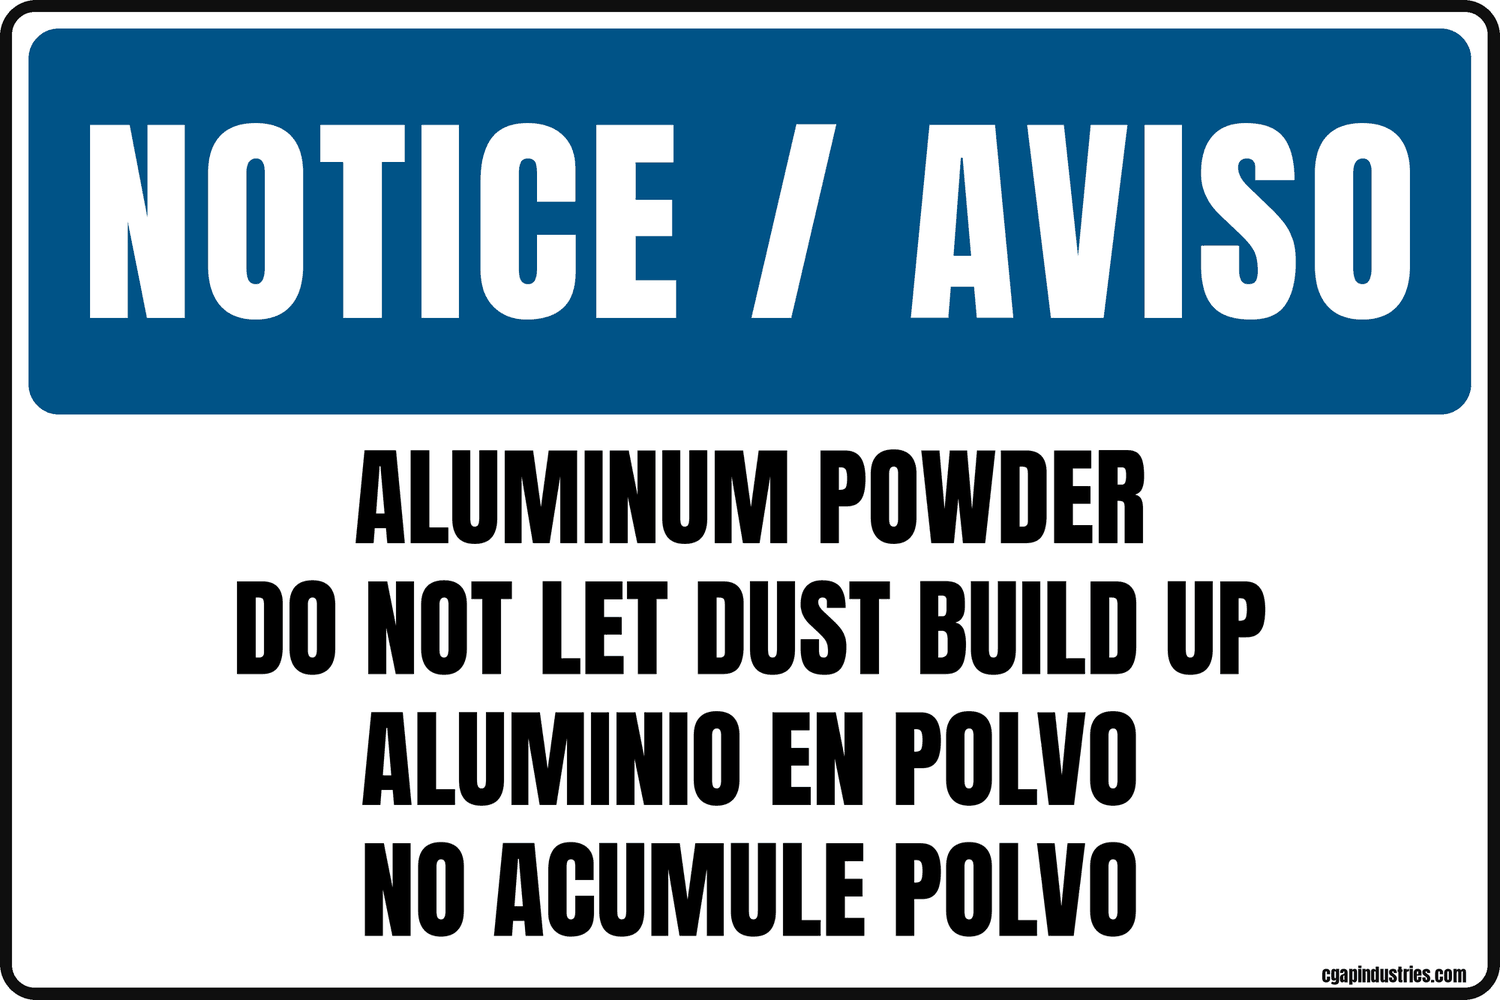 NOTICE / AVISO
ALUMINUM POWDER
DO NOT LET DUST BUILD UP
ALUMINIO EN POLVO
NO ACUMULE POLVO
cgapindustries.com